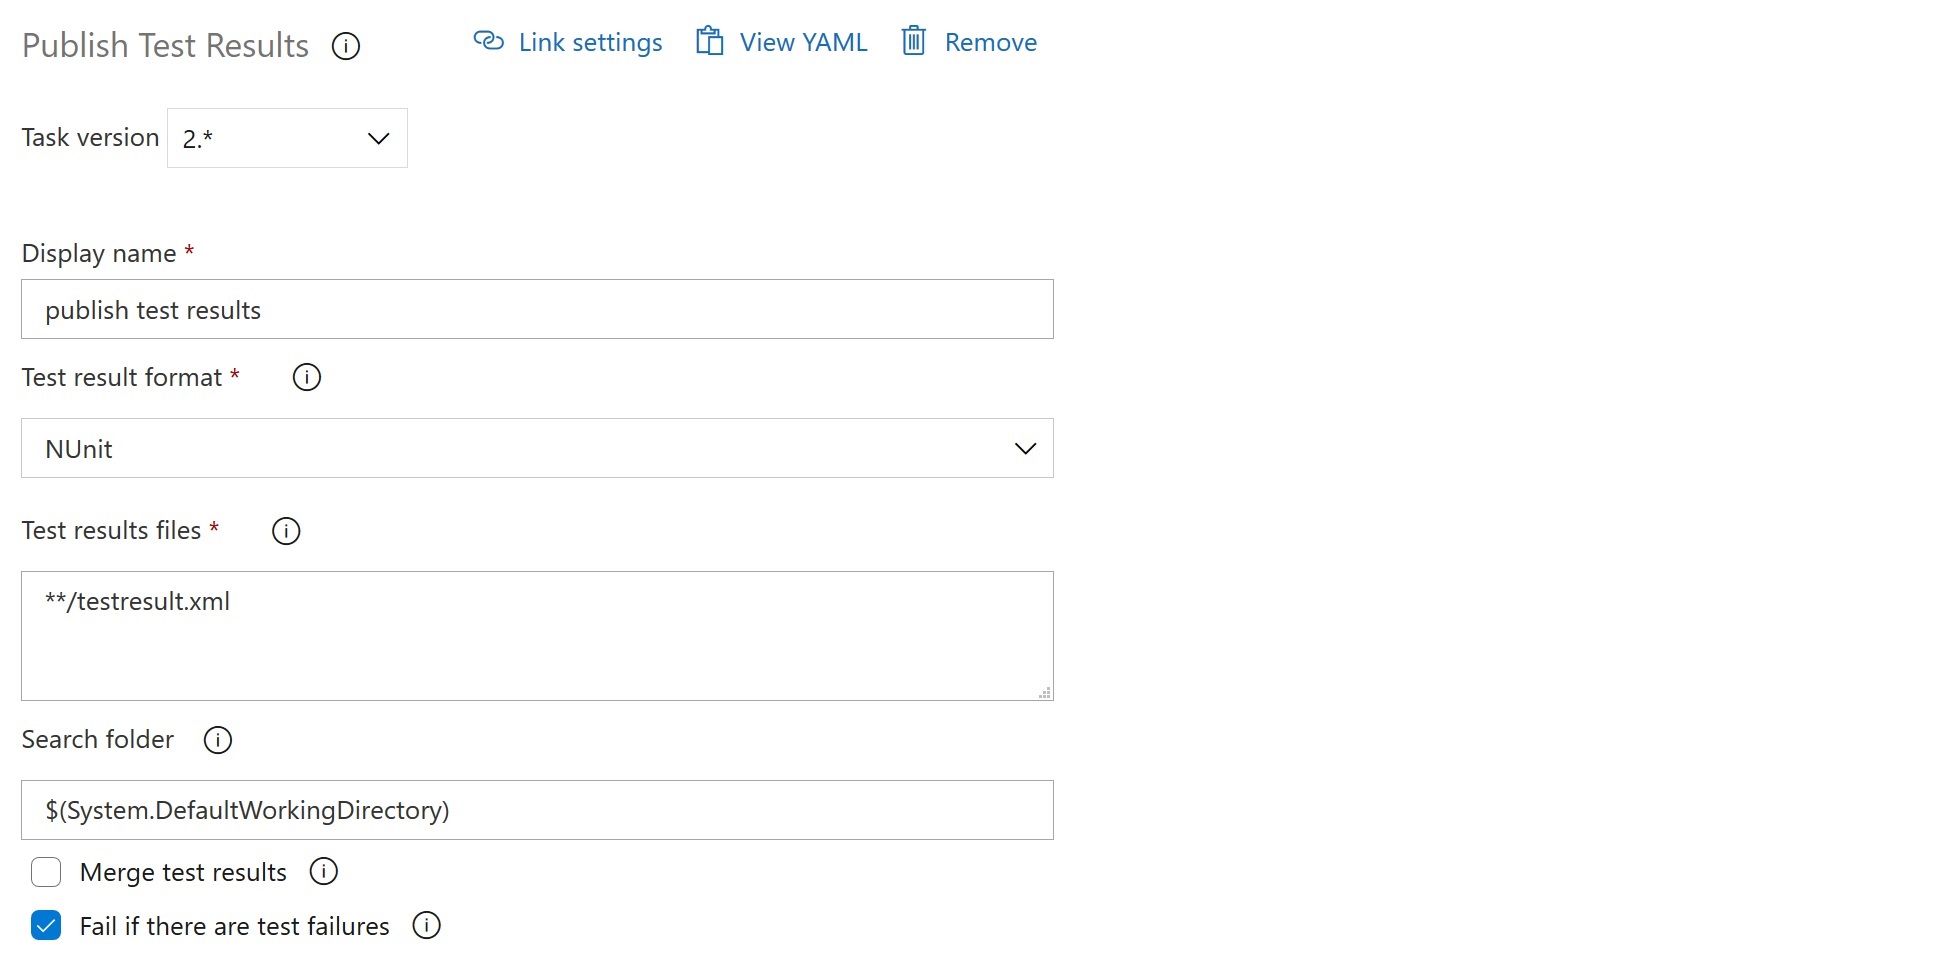 Publish Test Results
Link settings
View YAML
Remove
Task version 2.*
Display name *
publish test results
Test result format *
NUnit
Test results files *
**/testresult.xml
Search folder
$(System.DefaultWorkingDirectory)
Merge test results
Fail if there are test failures